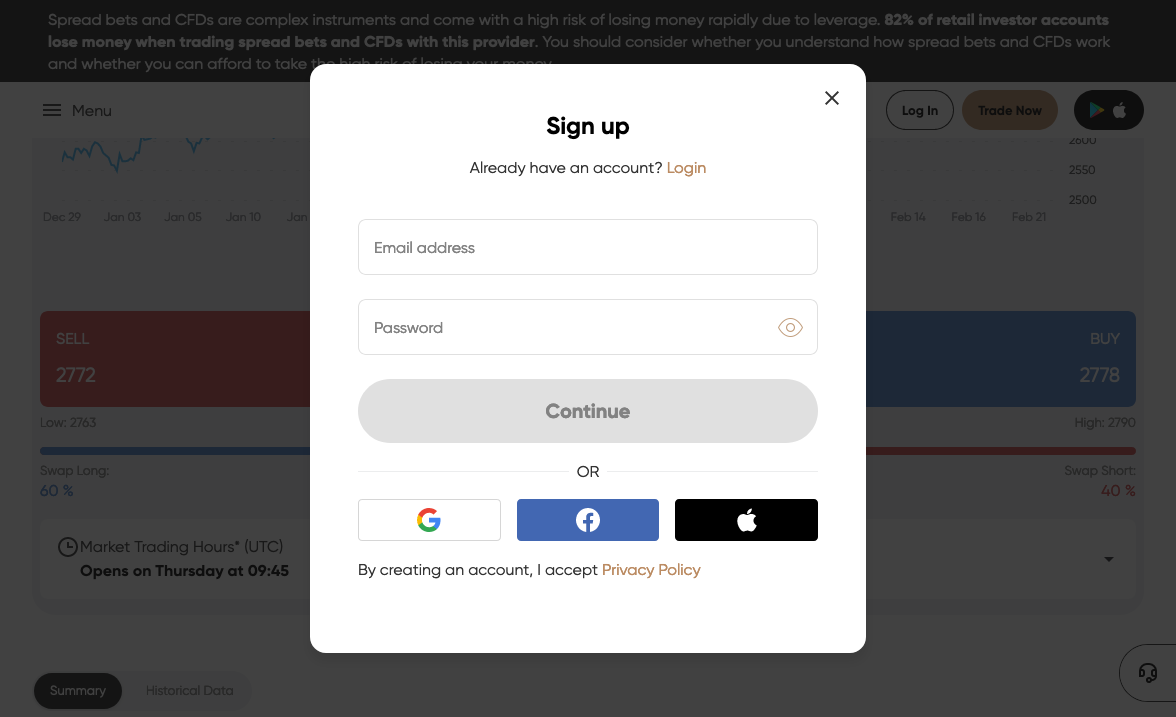 Spread bets and CFDs are complex instruments and come with a high risk of losing money rapidly due to leverage. 82% of retail investor accounts
lose money when trading spread bets and CFDs with this provider. You should consider whether you understand how spread bets and CFDs work
and whether you can afford to take the high risk of losing your money.
Menu
Log In
Trade Now
2600
2550
2500
Dec 29 Jan 03 Jan 05 Jan 10 Jan Feb 14 Feb 16 Feb 21
SELL
2772
BUY
2778
Low: 2763
High: 2790
Swap Long:
60 %
Swap Short:
40 %
Market Trading Hours* (UTC)
Opens on Thursday at 09:45
Summary
Historical Data
Sign up
Already have an account? Login
Email address
Password
Continue
OR
By creating an account, I accept Privacy Policy